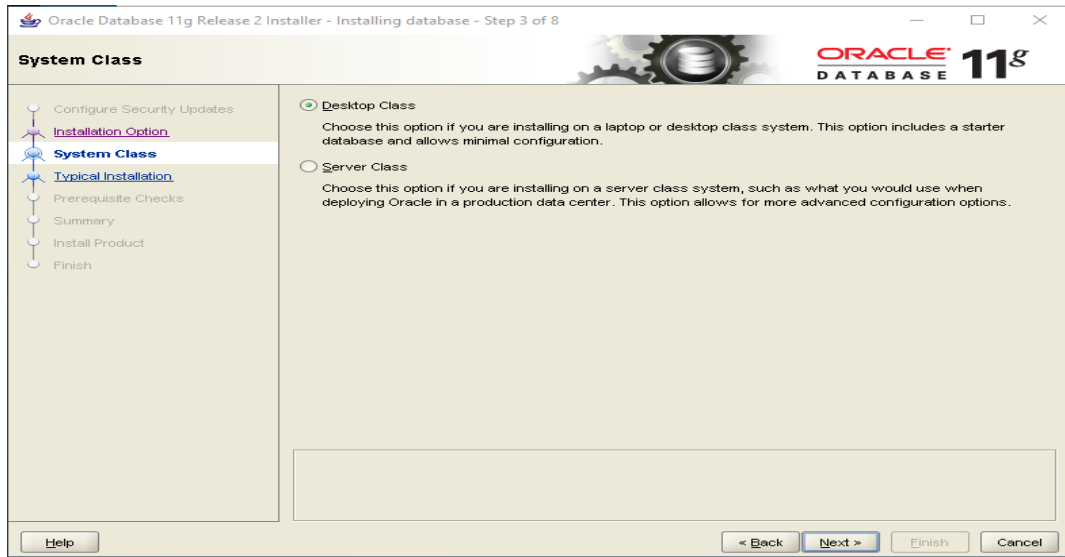 Oracle Database 11g Release 2 Installer - Installing database - Step 3 of 8
System Class
ORACLE
DATABASE
11g
Configure Security Updates
Installation Option
System Class
Typical Installation
Prerequisite Checks
Summary
Install Product
Finish
Desktop Class
Choose this option if you are installing on a laptop or desktop class system. This option includes a starter
database and allows minimal configuration.
Server Class
Choose this option if you are installing on a server class system, such as what you would use when
deploying Oracle in a production data center. This option allows for more advanced configuration options.
Help
< Back
Next >
Finish
Cancel